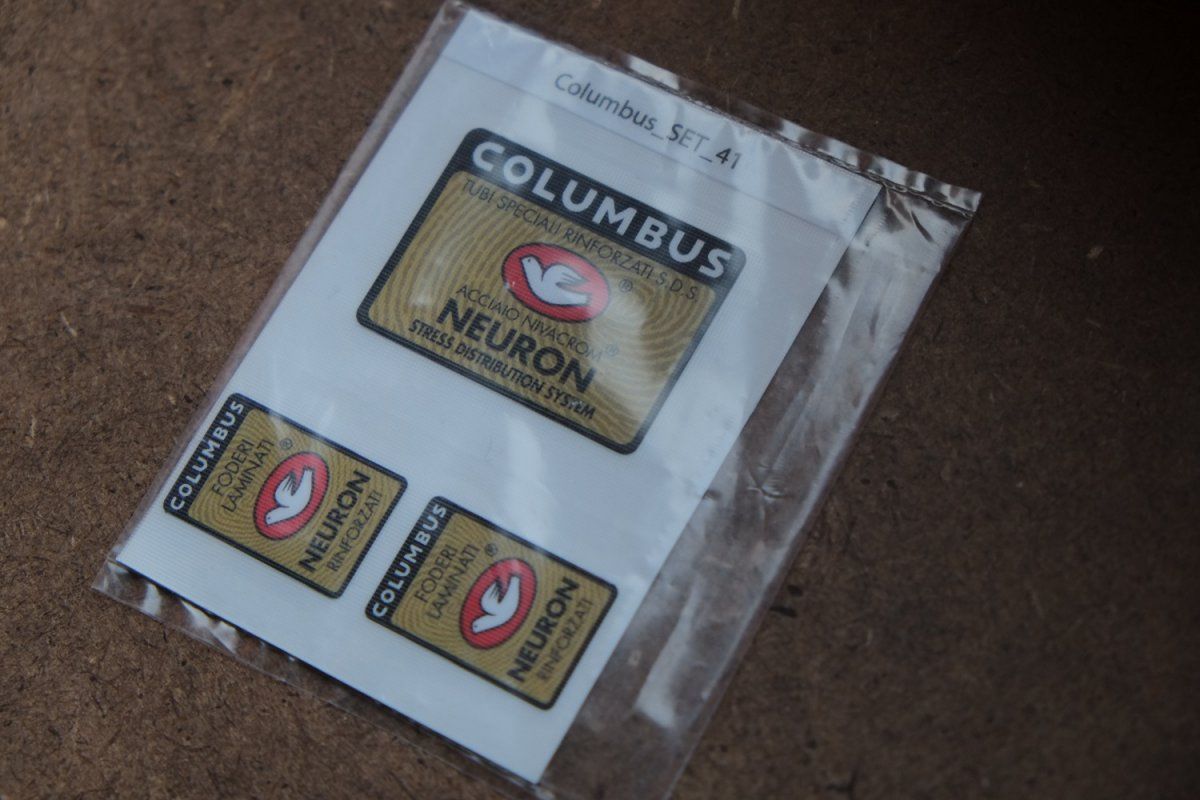 Columbus_SET_41
COLUMBUS
TUBI SPECIALI RINFORZATI S.D.S.
®
ACCIAIO NIVACROM®
NEURON
STRESS DISTRIBUTION SYSTEM
COLUMBUS
FODERI
LAMINATI
®
NEURON
RINFORZATI
COLUMBUS
FODERI
LAMINATI
®
NEURON
RINFORZATI